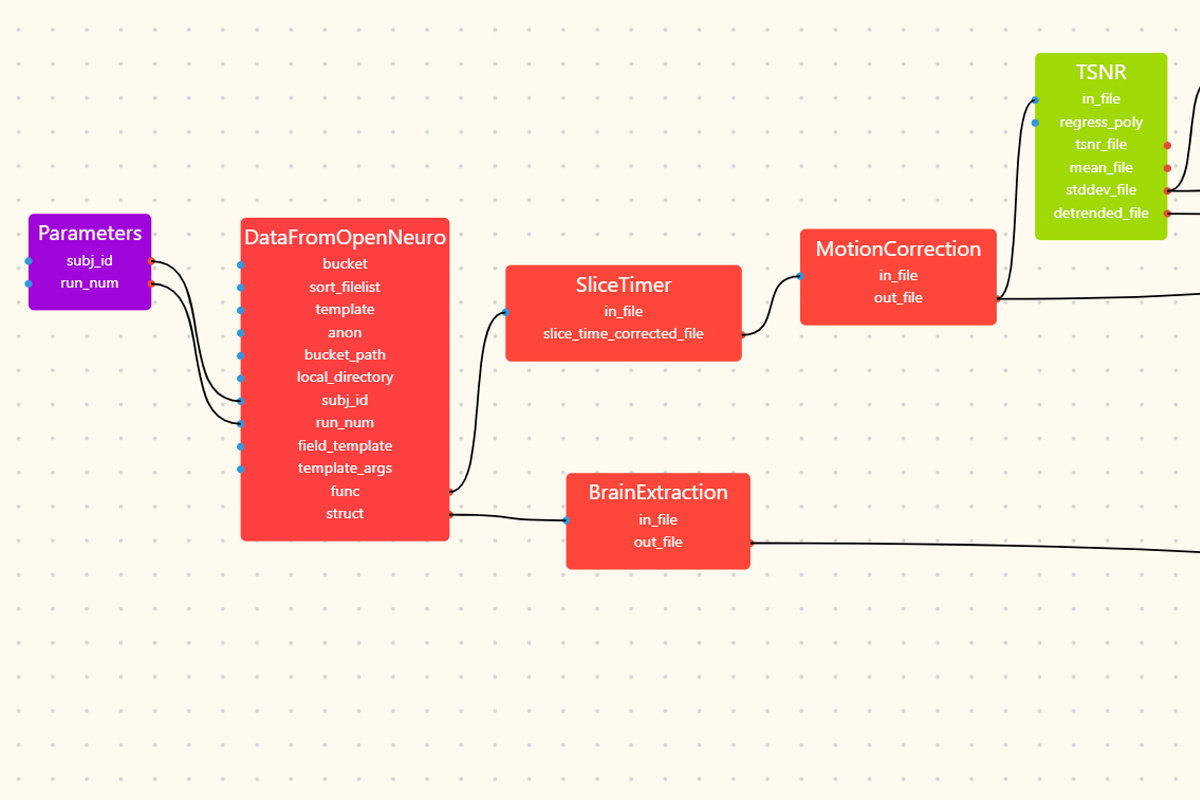 Parameters
subj_id
run_num
DataFromOpenNeuro
bucket
sort_filelist
template
anon
bucket_path
local_directory
subj_id
run_num
field_template
template_args
func
struct
SliceTimer
in_file
slice_time_corrected_file
BrainExtraction
in_file
out_file
MotionCorrection
in_file
out_file
TSNR
in_file
regress_poly
tsnr_file
mean_file
stddev_file
detrended_file